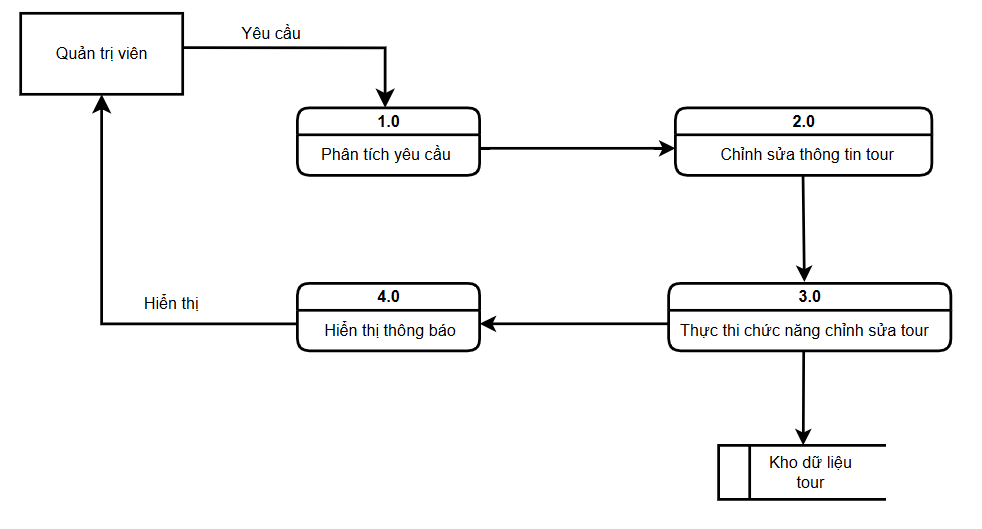 Yêu cầu
Quản trị viên
1.0
Phân tích yêu cầu
2.0
Chỉnh sửa thông tin tour
Hiển thị
4.0
Hiển thị thông báo
3.0
Thực thi chức năng chỉnh sửa tour
Kho dữ liệu
tour